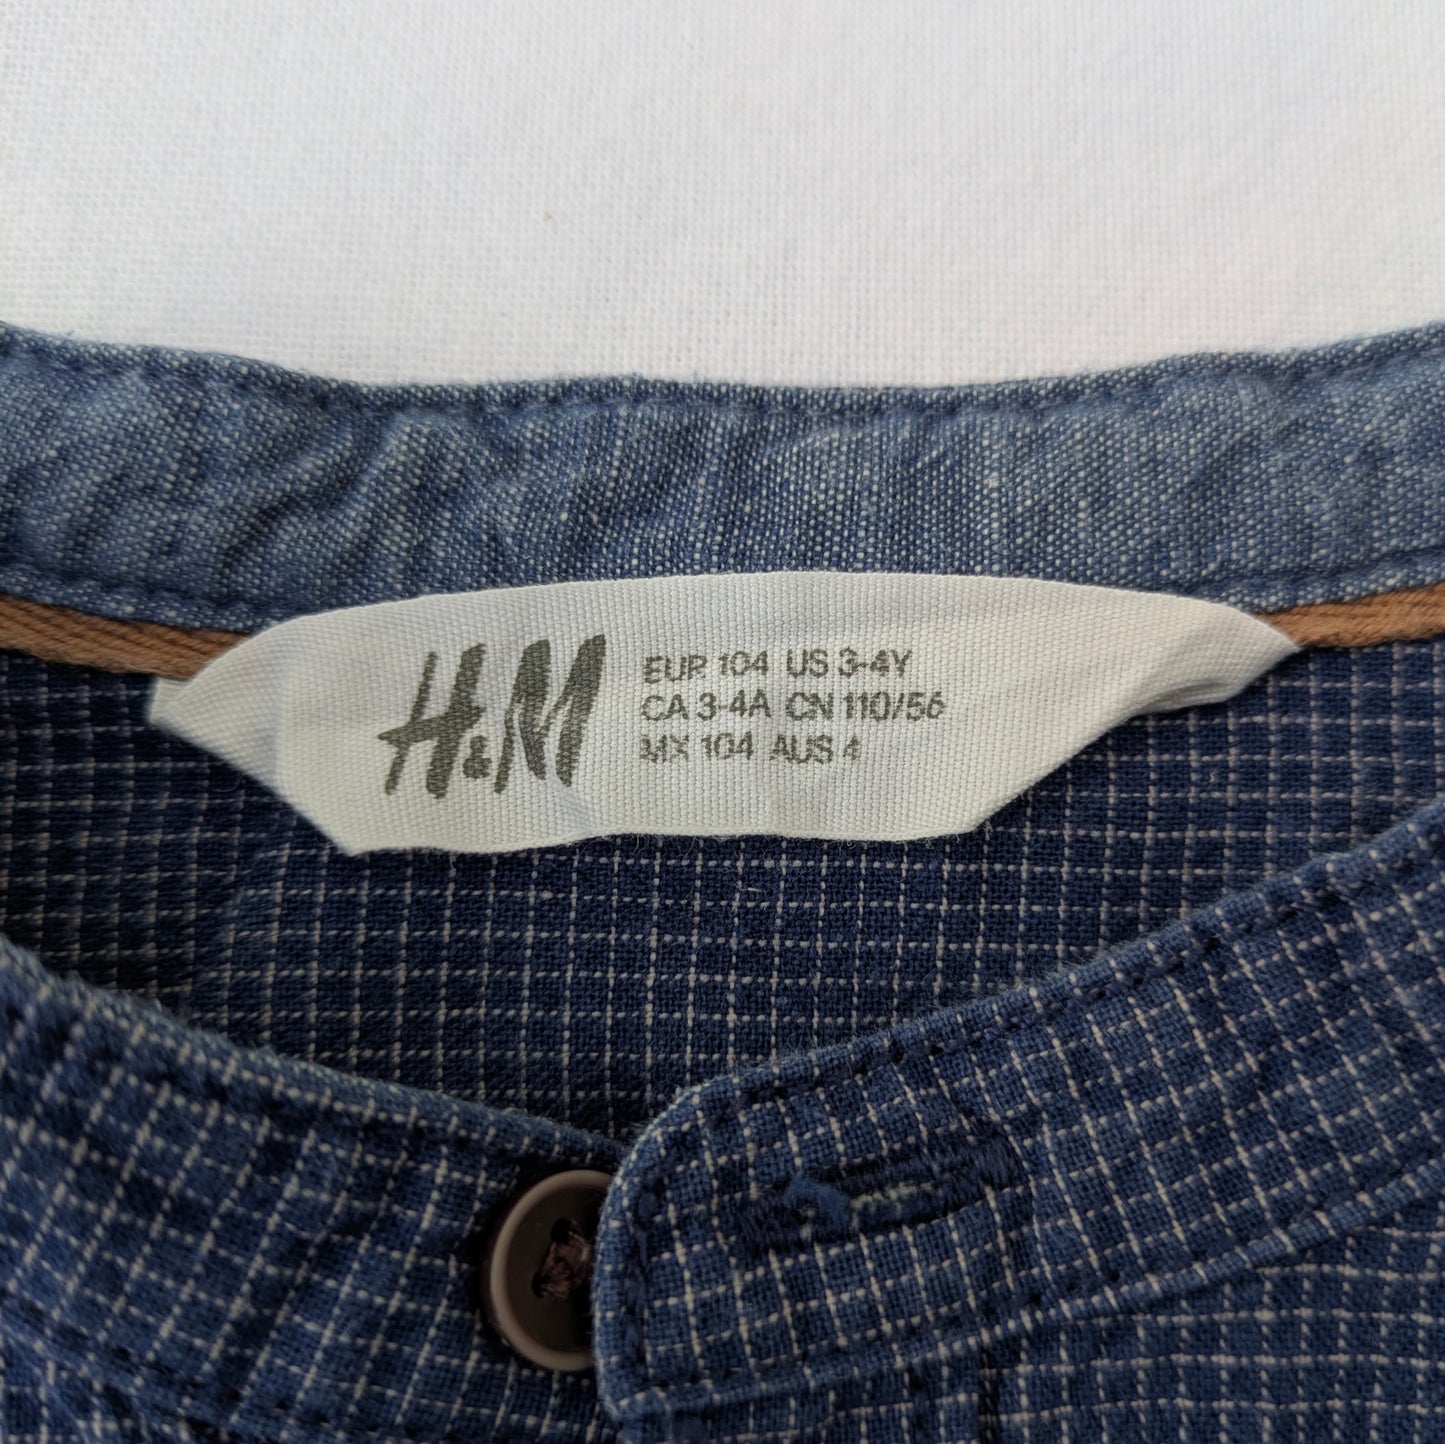 H&M
EUR 104 US 3-4Y
CA 3-4A CN 110/56
MX 104 AUS 4